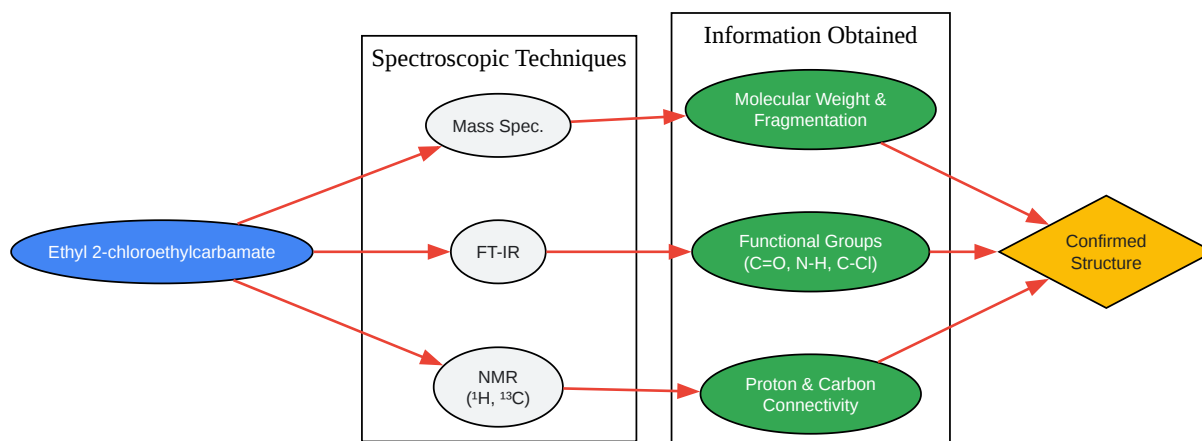 Spectroscopic Techniques
Information Obtained
Mass Spec.
Molecular Weight &
Fragmentation
Ethyl 2-chloroethylcarbamate
FT-IR
Functional Groups
(C=O, N-H, C-Cl)
Confirmed
Structure
NMR
(¹H, ¹³C)
Proton & Carbon
Connectivity